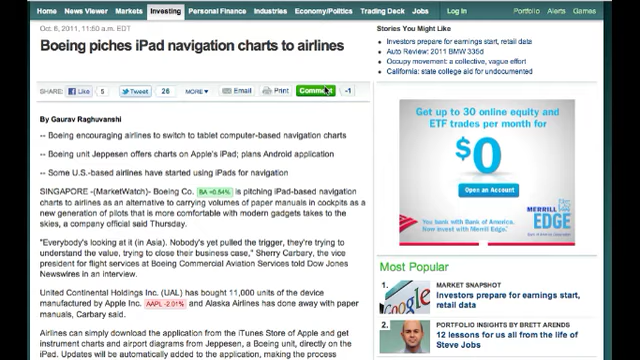 Home News Viewer Markets Investing Personal Finance Industries Economy/Politics Trading Deck Jobs Log In Portfolio Alerts Games
Oct. 6, 2011, 11:50 a.m. EDT
Boeing piches iPad navigation charts to airlines
SHARE: Like 5 Tweet 26 MORE Email Print Comment -1
By Gaurav Raghuvanshi
-- Boeing encouraging airlines to switch to tablet computer-based navigation charts
-- Boeing unit Jeppesen offers charts on Apple's iPad; plans Android application
-- Some U.S.-based airlines have started using iPads for navigation
SINGAPORE -(MarketWatch)- Boeing Co. BA +0.54% is pitching iPad-based navigation
charts to airlines as an alternative to carrying volumes of paper manuals in cockpits as a
new generation of pilots that is more comfortable with modern gadgets takes to the
skies, a company official said Thursday.
"Everybody's looking at it (in Asia). Nobody's yet pulled the trigger, they're trying to
understand the value, trying to close their business case," Sherry Carbary, the vice
president for flight services at Boeing Commercial Aviation Services told Dow Jones
Newswires in an interview.
United Continental Holdings Inc. (UAL) has bought 11,000 units of the device
manufactured by Apple Inc. AAPL -2.01% and Alaska Airlines has done away with paper
manuals, Carbary said.
Airlines can simply download the application from the iTunes Store of Apple and get
instrument charts and airport diagrams from Jeppesen, a Boeing unit, directly on the
iPad. Updates will be automatically added to the application, making the process
Stories You Might Like
Investors prepare for earnings start, retail data
Auto Review: 2011 BMW 335d
Occupy movement: a collective, vague effort
California: state college aid for undocumented
Get up to 30 online equity and
ETF trades per month for
$0
Open an Account
You bank with Bank of America.
Now invest with Merrill Edge.
MERRILL
EDGE
Bank of America
Most Popular
1. MARKET SNAPSHOT
Investors prepare for earnings start,
retail data
Google
2. PORTFOLIO INSIGHTS BY BRETT ARENDS
12 lessons for us all from the life of
Steve Jobs